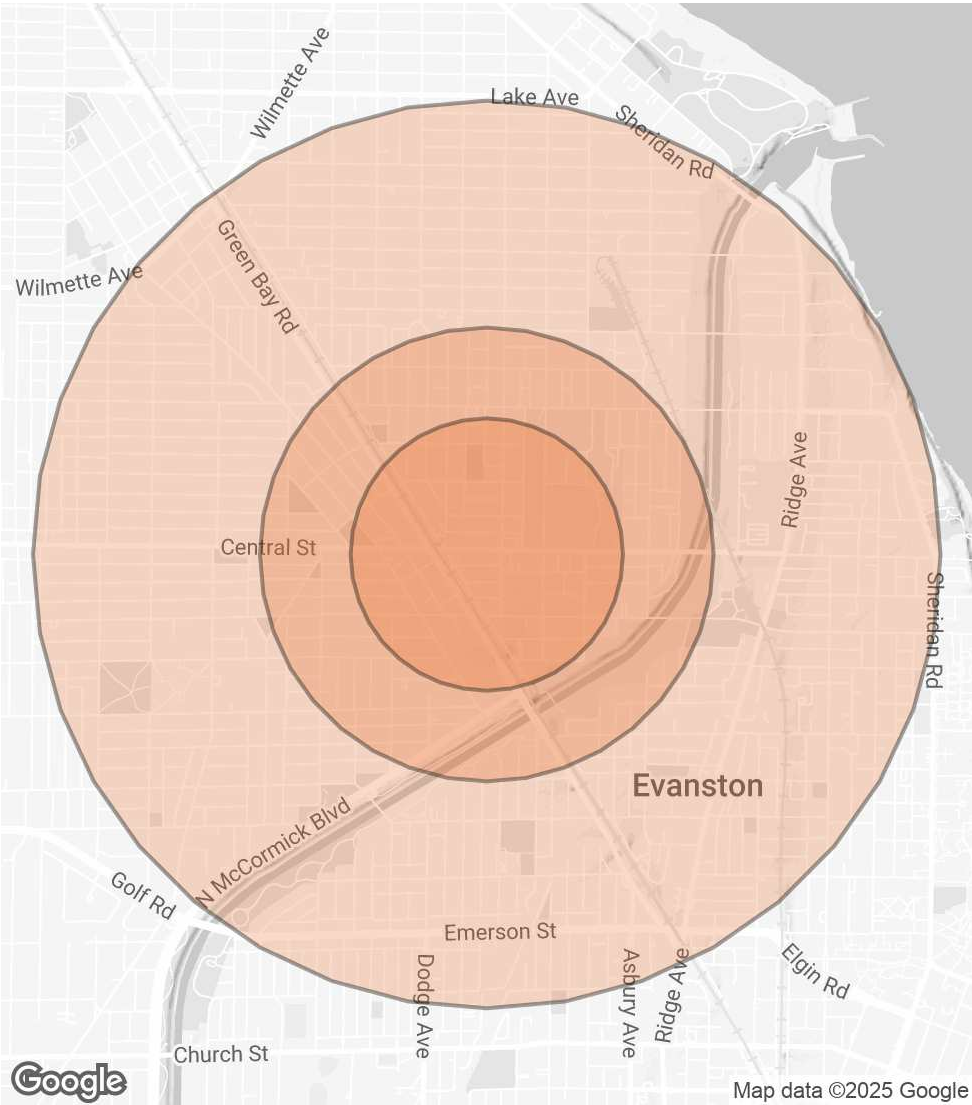 Wilmette Ave
Lake Ave
Sheridan Rd
Wilmette Ave
Green Bay Rd
Ridge Ave
Central St
Sheridan Rd
Evanston
N McCormick Blvd
Golf Rd
Emerson St
Dodge Ave
Asbury Ave
Ridge Ave
Elgin Rd
Church St
Google
Map data ©2025 Google